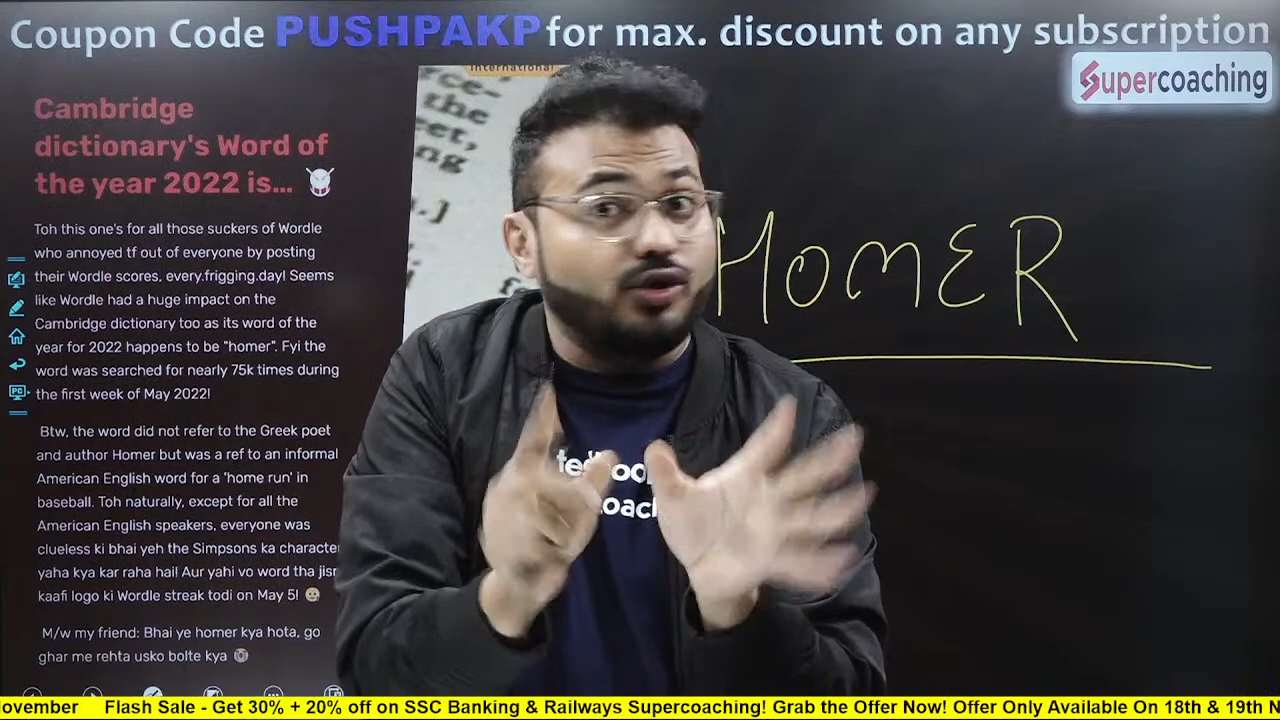 Coupon Code PUSHPAKP for max. discount on any subscription
Supercoaching
international
Cambridge
dictionary's Word of
the year 2022 is...
Toh this one's for all those suckers of Wordle
who annoyed tf out of everyone by posting
their Wordle scores, every.frigging.day! Seems
like Wordle had a huge impact on the
Cambridge dictionary too as its word of the
year for 2022 happens to be "homer". Fyi the
word was searched for nearly 75k times during
the first week of May 2022!
Btw, the word did not refer to the Greek poet
and author Homer but was a ref to an informal
American English word for a 'home run' in
baseball. Toh naturally, except for all the
American English speakers, everyone was
clueless ki bhai yeh the Simpsons ka characte
yaha kya kar raha hai! Aur yahi vo word tha jisr
kaafi logo ki Wordle streak todi on May 5!
M/w my friend: Bhai ye homer kya hota, go
ghar me rehta usko bolte kya
the
ng
HOMER
PC
November Flash Sale - Get 30% + 20% off on SSC Banking & Railways Supercoaching! Grab the Offer Now! Offer Only Available On 18th & 19th N